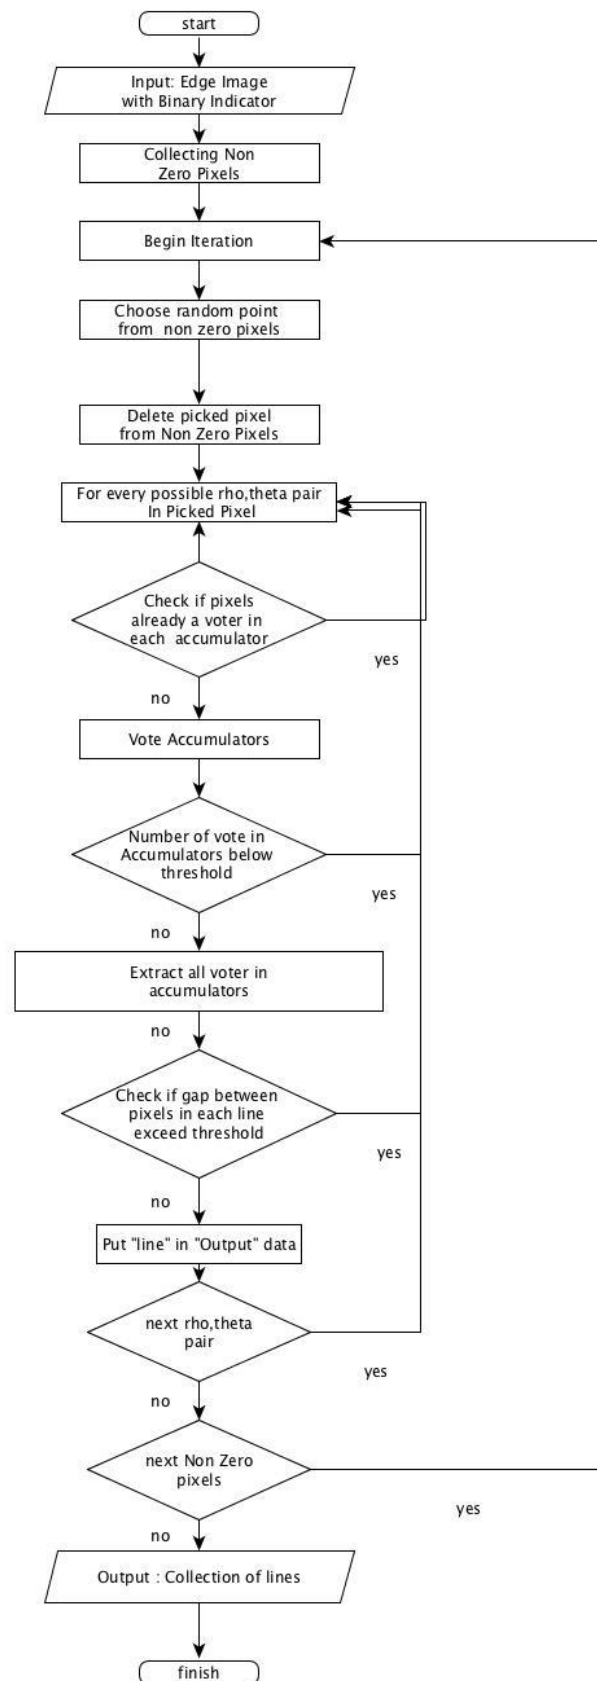 start
Input: Edge Image
with Binary Indicator
Collecting Non
Zero Pixels
Begin Iteration
Choose random point
from non zero pixels
Delete picked pixel
from Non Zero Pixels
For every possible rho,theta pair
In Picked Pixel
Check if pixels
already a voter in
each accumulator
yes
no
Vote Accumulators
Number of vote in
Accumulators below
threshold
yes
no
Extract all voter in
accumulators
no
Check if gap between
pixels in each line
exceed threshold
yes
no
Put "line" in "Output" data
next rho,theta
pair
yes
no
next Non Zero
pixels
yes
no
Output : Collection of lines
finish